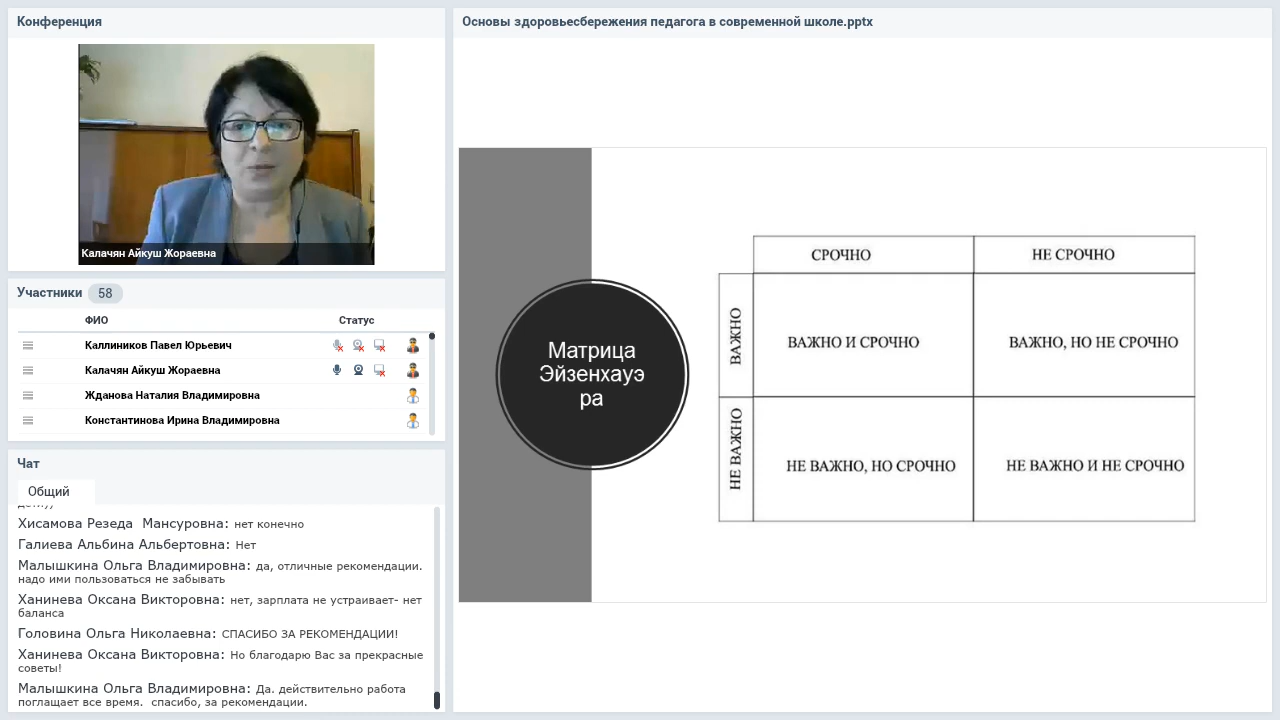 Конференция
Калачян Айкуш Жораевна
Участники 58
ФИО Статус
Каллиников Павел Юрьевич
Калачян Айкуш Жораевна
Жданова Наталия Владимировна
Константинова Ирина Владимировна
Чат
Общий
Хисамова Резеда Мансуровна: нет конечно
Галиева Альбина Альбертовна: Нет
Малышкина Ольга Владимировна: да, отличные рекомендации.
надо ими пользоваться не забывать
Ханинева Оксана Викторовна: нет, зарплата не устраивает- нет
баланса
Головина Ольга Николаевна: СПАСИБО ЗА РЕКОМЕНДАЦИИ!
Ханинева Оксана Викторовна: Но благодарю Вас за прекрасные
советы!
Малышкина Ольга Владимировна: Да. действительно работа
поглащает все время. спасибо, за рекомендации.
Основы здоровьесбережения педагога в современной школе.pptx
Матрица
Эйзенхауэ
ра
СРОЧНО НЕ СРОЧНО
ВАЖНО
ВАЖНО И СРОЧНО ВАЖНО, НО НЕ СРОЧНО
НЕ ВАЖНО
НЕ ВАЖНО, НО СРОЧНО НЕ ВАЖНО И НЕ СРОЧНО